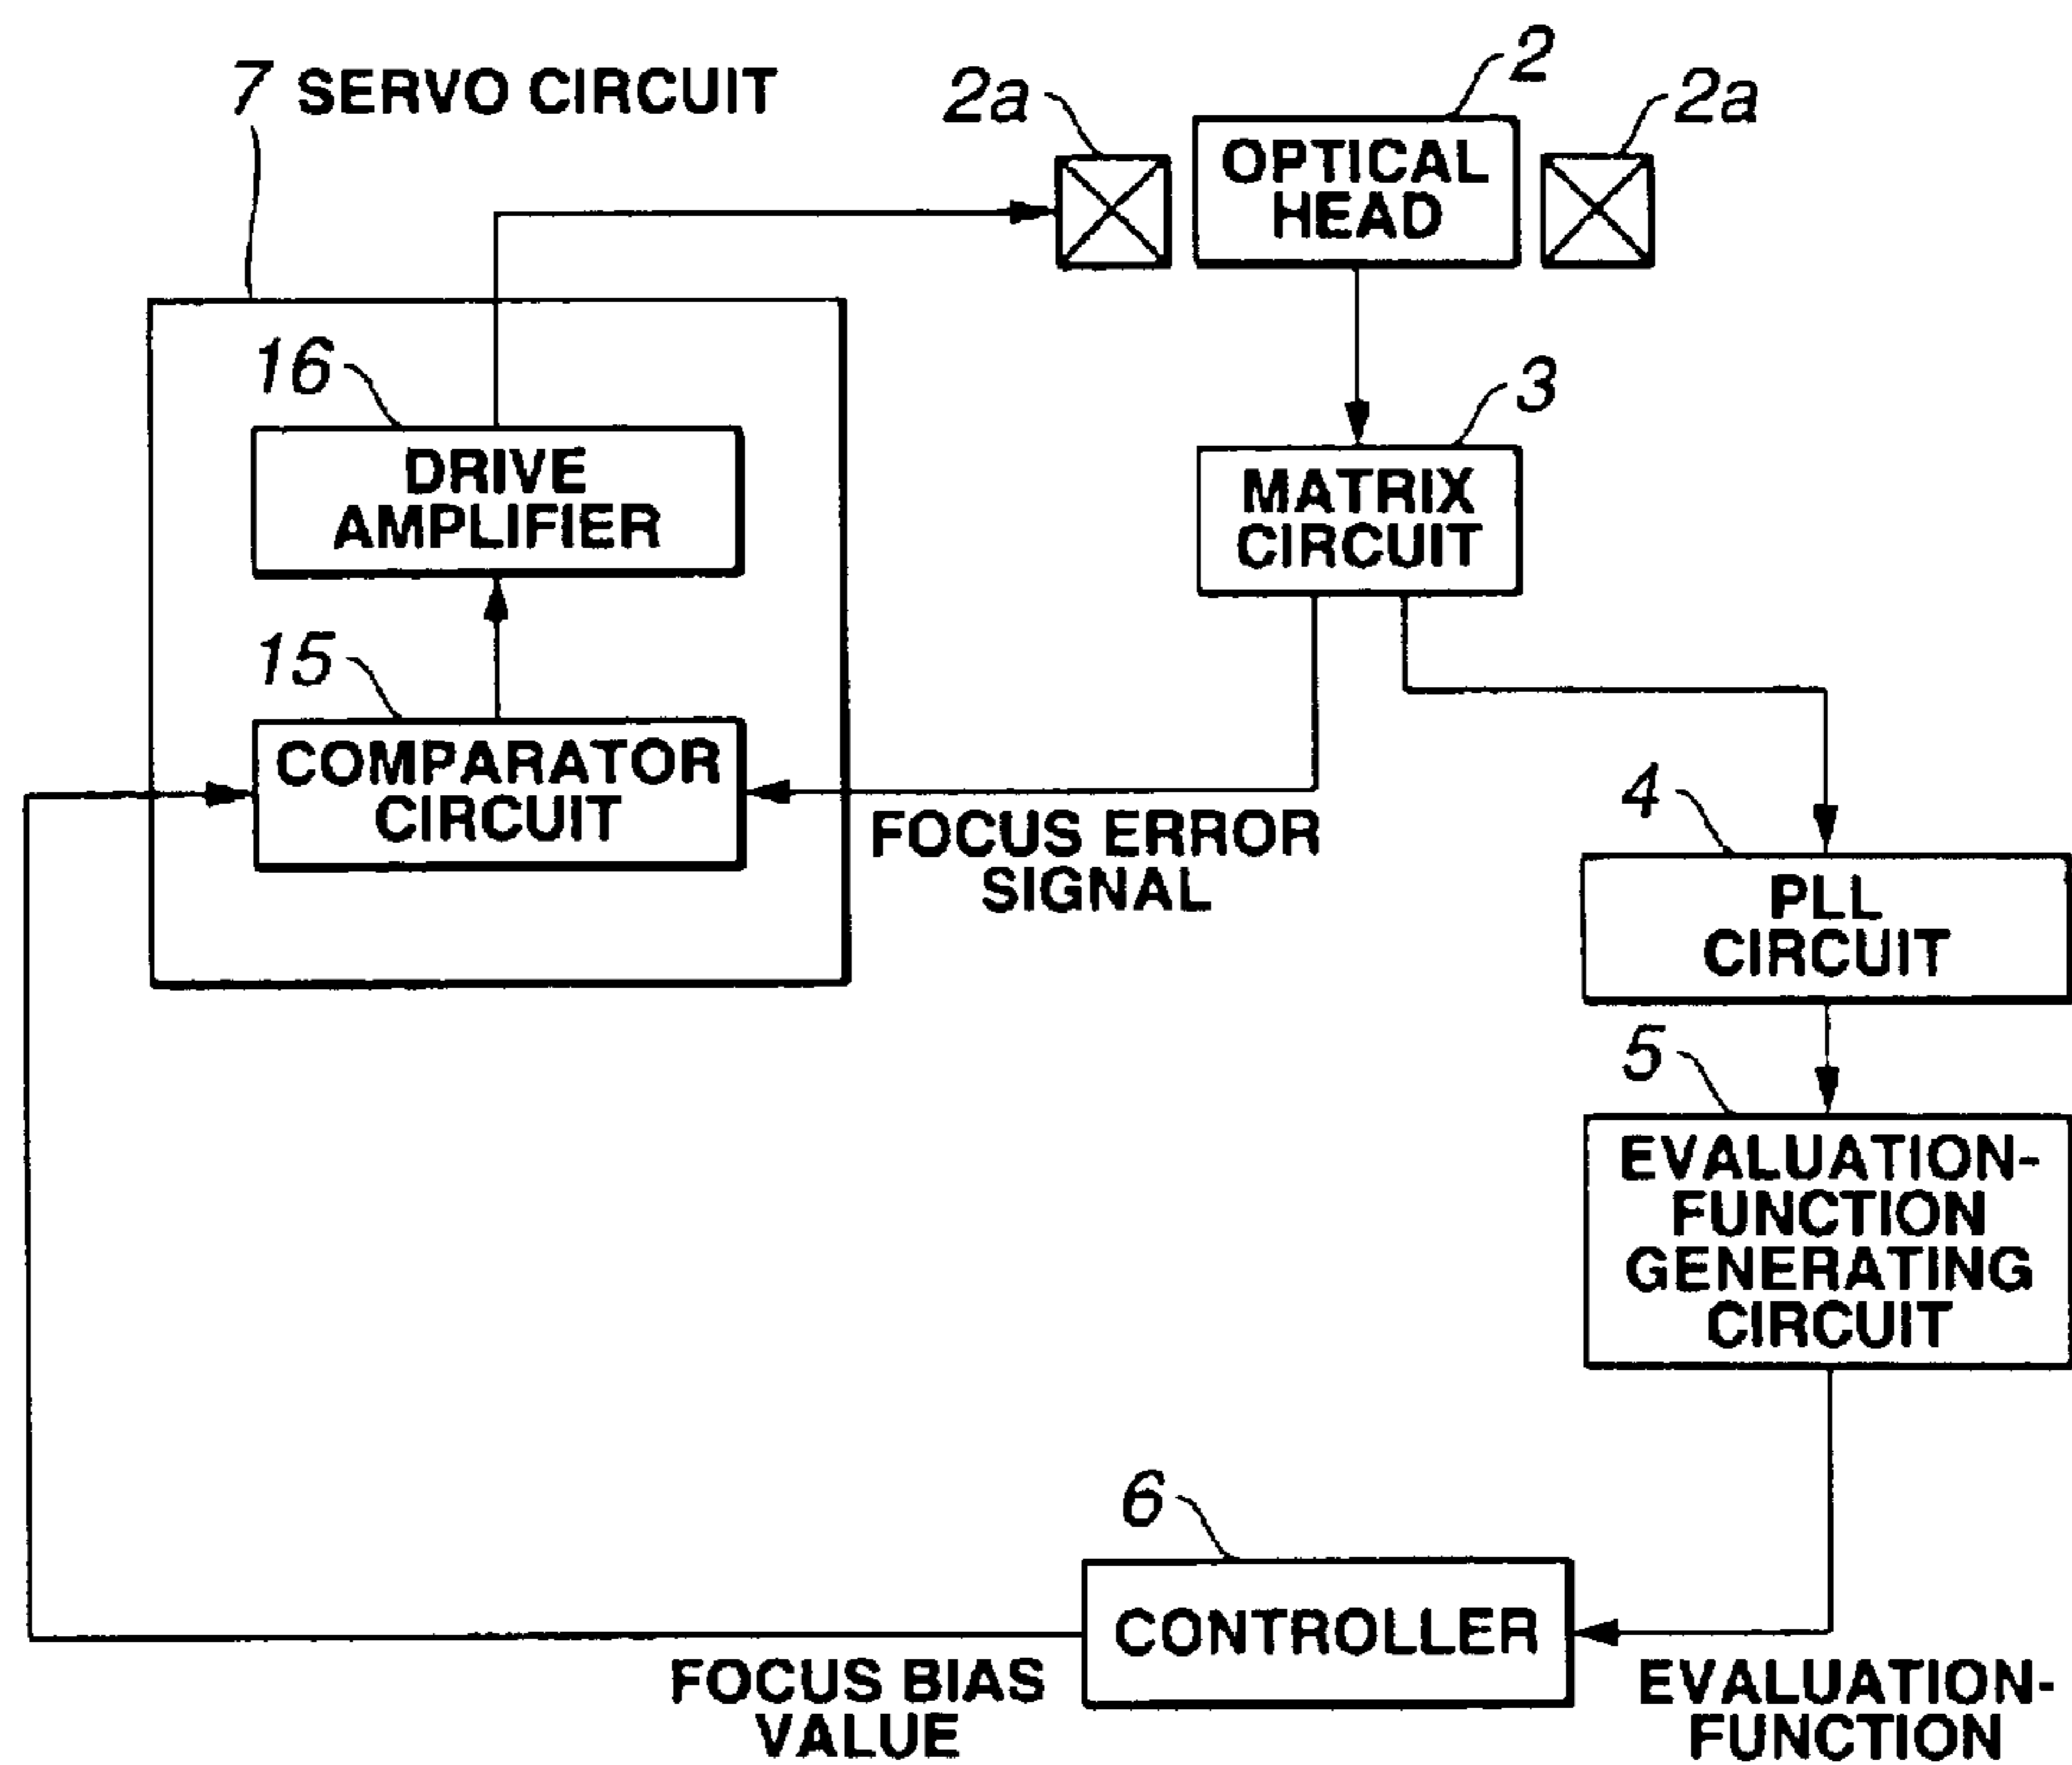 7 SERVO CIRCUIT
2a
2
2a
OPTICAL
HEAD
16
DRIVE
AMPLIFIER
3
MATRIX
CIRCUIT
15
COMPARATOR
CIRCUIT
FOCUS ERROR
SIGNAL
4
PLL
CIRCUIT
5
EVALUATION-
FUNCTION
GENERATING
CIRCUIT
6
CONTROLLER
FOCUS BIAS
VALUE
EVALUATION-
FUNCTION